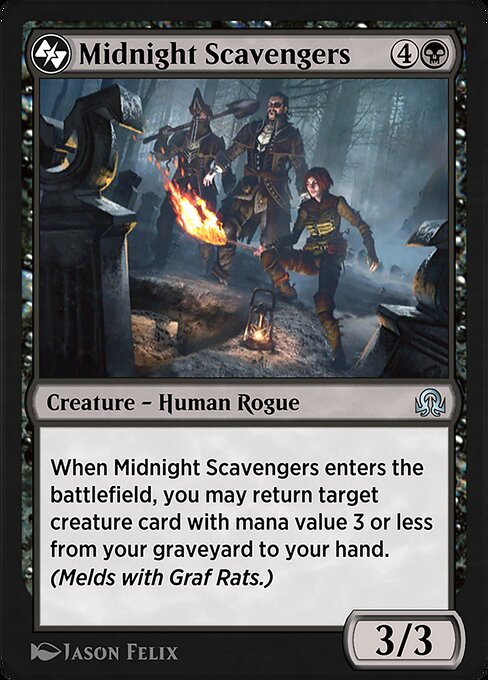 Midnight Scavengers 4
Creature – Human Rogue
When Midnight Scavengers enters the
battlefield, you may return target
creature card with mana value 3 or less
from your graveyard to your hand.
(Melds with Graf Rats.)
3/3
Jason Felix